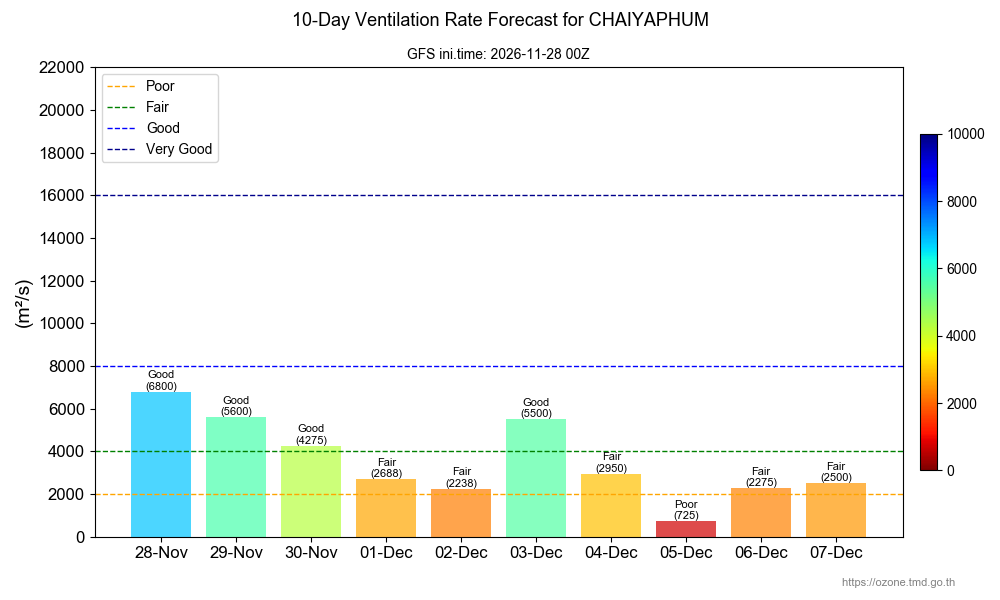 10-Day Ventilation Rate Forecast for CHAIYAPHUM
GFS ini.time: 2026-11-28 00Z
22000
20000
18000
16000
14000
12000
10000
8000
6000
4000
2000
0
(m²/s)
Poor
Fair
Good
Very Good
Good
(6800)
Good
(5600)
Good
(4275)
Fair
(2688)
Fair
(2238)
Good
(5500)
Fair
(2950)
Poor
(725)
Fair
(2275)
Fair
(2500)
28-Nov
29-Nov
30-Nov
01-Dec
02-Dec
03-Dec
04-Dec
05-Dec
06-Dec
07-Dec
10000
8000
6000
4000
2000
0
https://ozone.tmd.go.th